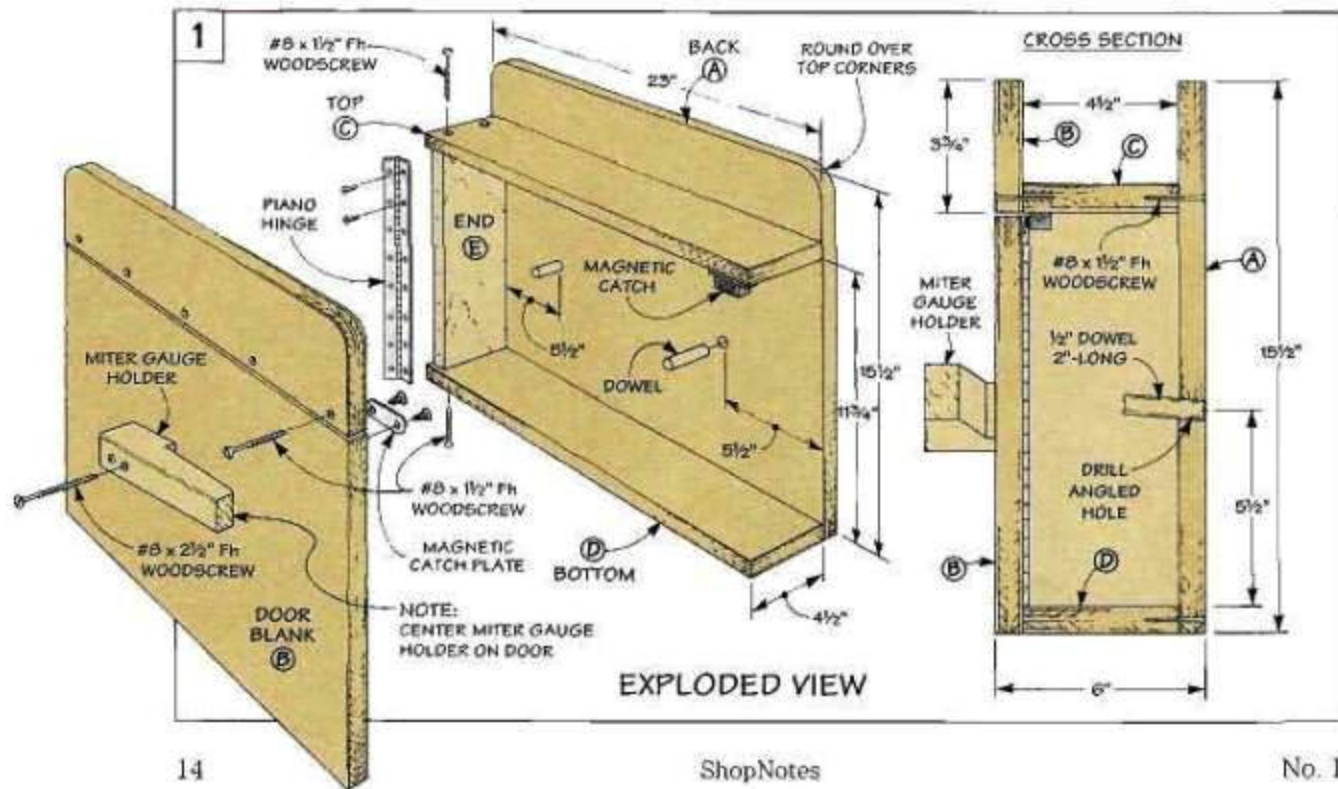 1
#8 x 1½" Fh
WOODSCREW
TOP
C
BACK
A
23"
ROUND OVER
TOP CORNERS
PIANO
HINGE
END
E
MAGNETIC
CATCH
5½"
DOWEL
15½"
11¾"
5½"
MITER GAUGE
HOLDER
#8 x 1½" Fh
WOODSCREW
#8 x 2½" Fh
WOODSCREW
MAGNETIC
CATCH PLATE
D
BOTTOM
4½"
DOOR
BLANK
B
NOTE:
CENTER MITER GAUGE
HOLDER ON DOOR
EXPLODED VIEW
CROSS SECTION
4½"
3¾"
B
C
#8 x 1½" Fh
WOODSCREW
A
MITER
GAUGE
HOLDER
½" DOWEL
2"-LONG
15½"
DRILL
ANGLED
HOLE
5½"
B
D
6"
14
ShopNotes
No. 1